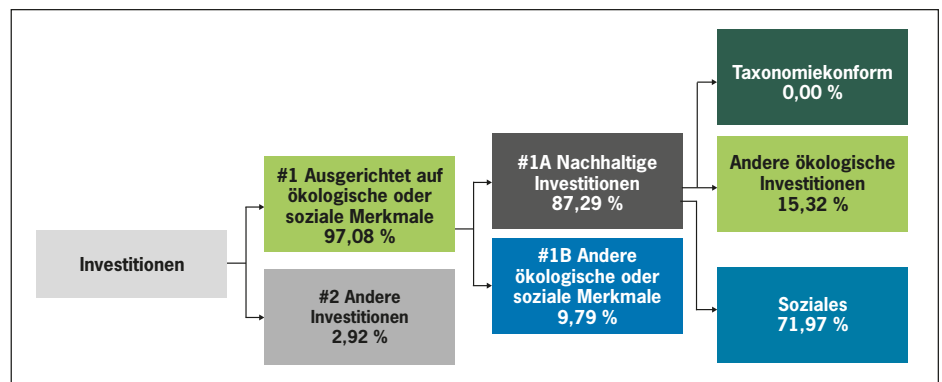 Investitionen
#1 Ausgerichtet auf
ökologische oder
soziale Merkmale
97,08 %
#2 Andere
Investitionen
2,92 %
#1A Nachhaltige
Investitionen
87,29 %
#1B Andere
ökologische oder
soziale Merkmale
9,79 %
Taxonomiekonform
0,00 %
Andere ökologische
Investitionen
15,32 %
Soziales
71,97 %